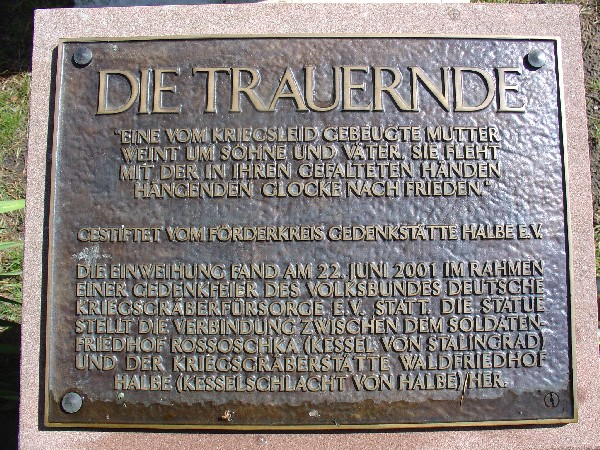 DIE TRAUERNDE
"EINE VOM KRIEGSLEID GEBEUGTE MUTTER
WEINT UM SÖHNE UND VÄTER. SIE FLEHT
MIT DER IN IHREN GEFALTETEN HÄNDEN
HÄNGENDEN GLOCKE NACH FRIEDEN."
GESTIFTET VOM FÖRDERKREIS GEDENKSTÄTTE HALBE E.V.
DIE EINWEIHUNG FAND AM 22. JUNI 2001 IM RAHMEN
EINER GEDENKFEIER DES VOLKSBUNDES DEUTSCHE
KRIEGSGRÄBERFÜRSORGE E.V. STATT. DIE STATUE
STELLT DIE VERBINDUNG ZWISCHEN DEM SOLDATEN-
FRIEDHOF ROSSOSCHKA (KESSEL VON STALINGRAD)
UND DER KRIEGSGRÄBERSTÄTTE WALDFRIEDHOF
HALBE (KESSELSCHLACHT VON HALBE) HER.